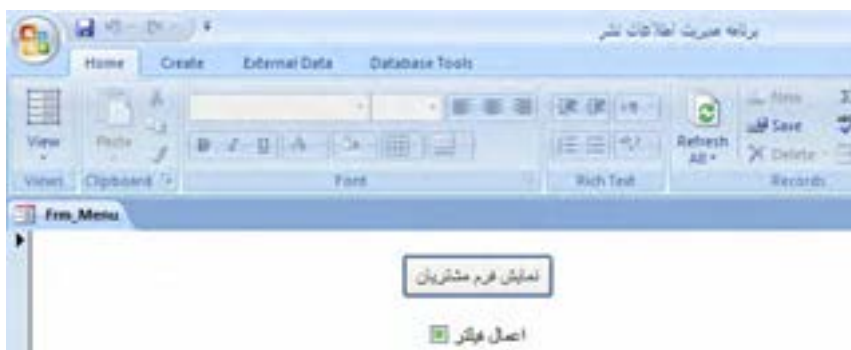 برنامه مدیریت اطلاعات نشر
Home Create External Data Database Tools
View Paste B I U A Refresh All New Save Delete
Views Clipboard Font Rich Text Records
Frm_Menu
نمایش فرم مشتریان
اعمال فیلتر